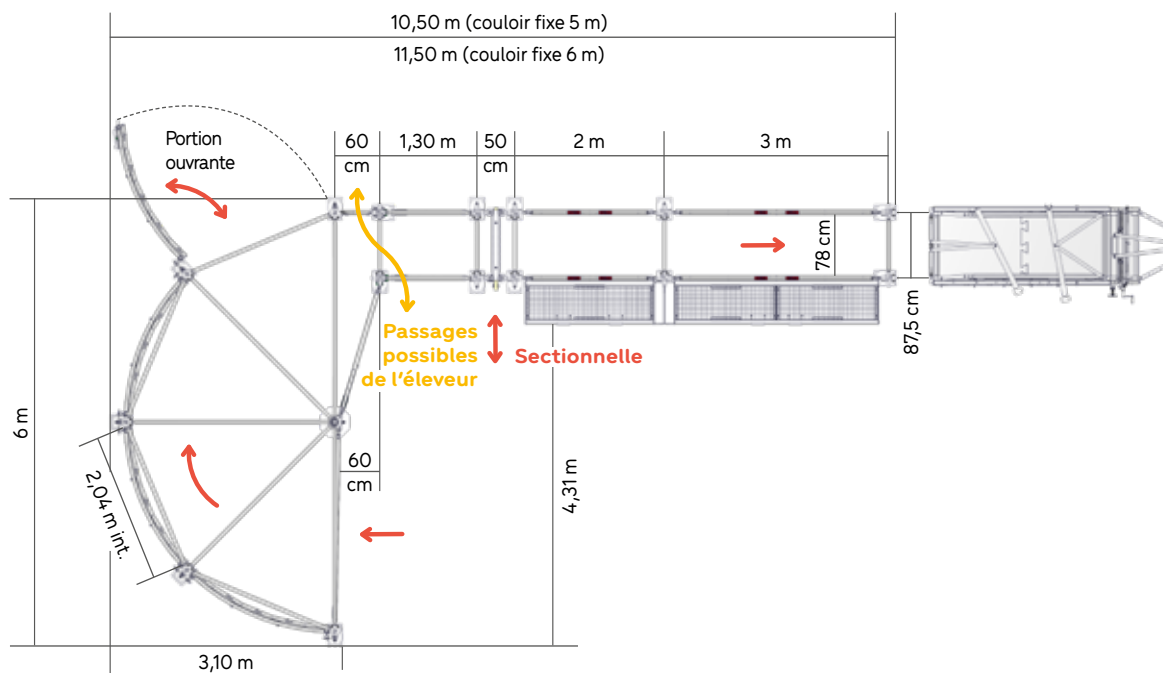 10,50 m (couloir fixe 5 m)
11,50 m (couloir fixe 6 m)
Portion
ouvrante
60
cm
1,30 m
50
cm
2 m
3 m
78 cm
87,5 cm
Passages
possibles
de l'éleveur
Sectionnelle
6 m
60
cm
4,31 m
2,04 m int.
3,10 m